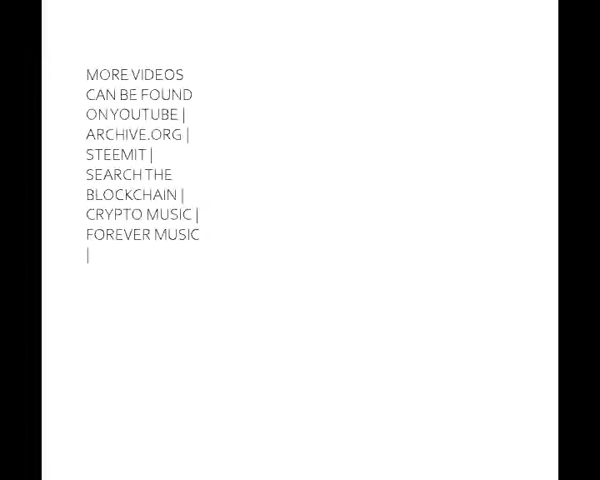 MORE VIDEOS
CAN BE FOUND
ON YOUTUBE |
ARCHIVE.ORG |
STEEMIT |
SEARCH THE
BLOCKCHAIN |
CRYPTO MUSIC |
FOREVER MUSIC
|